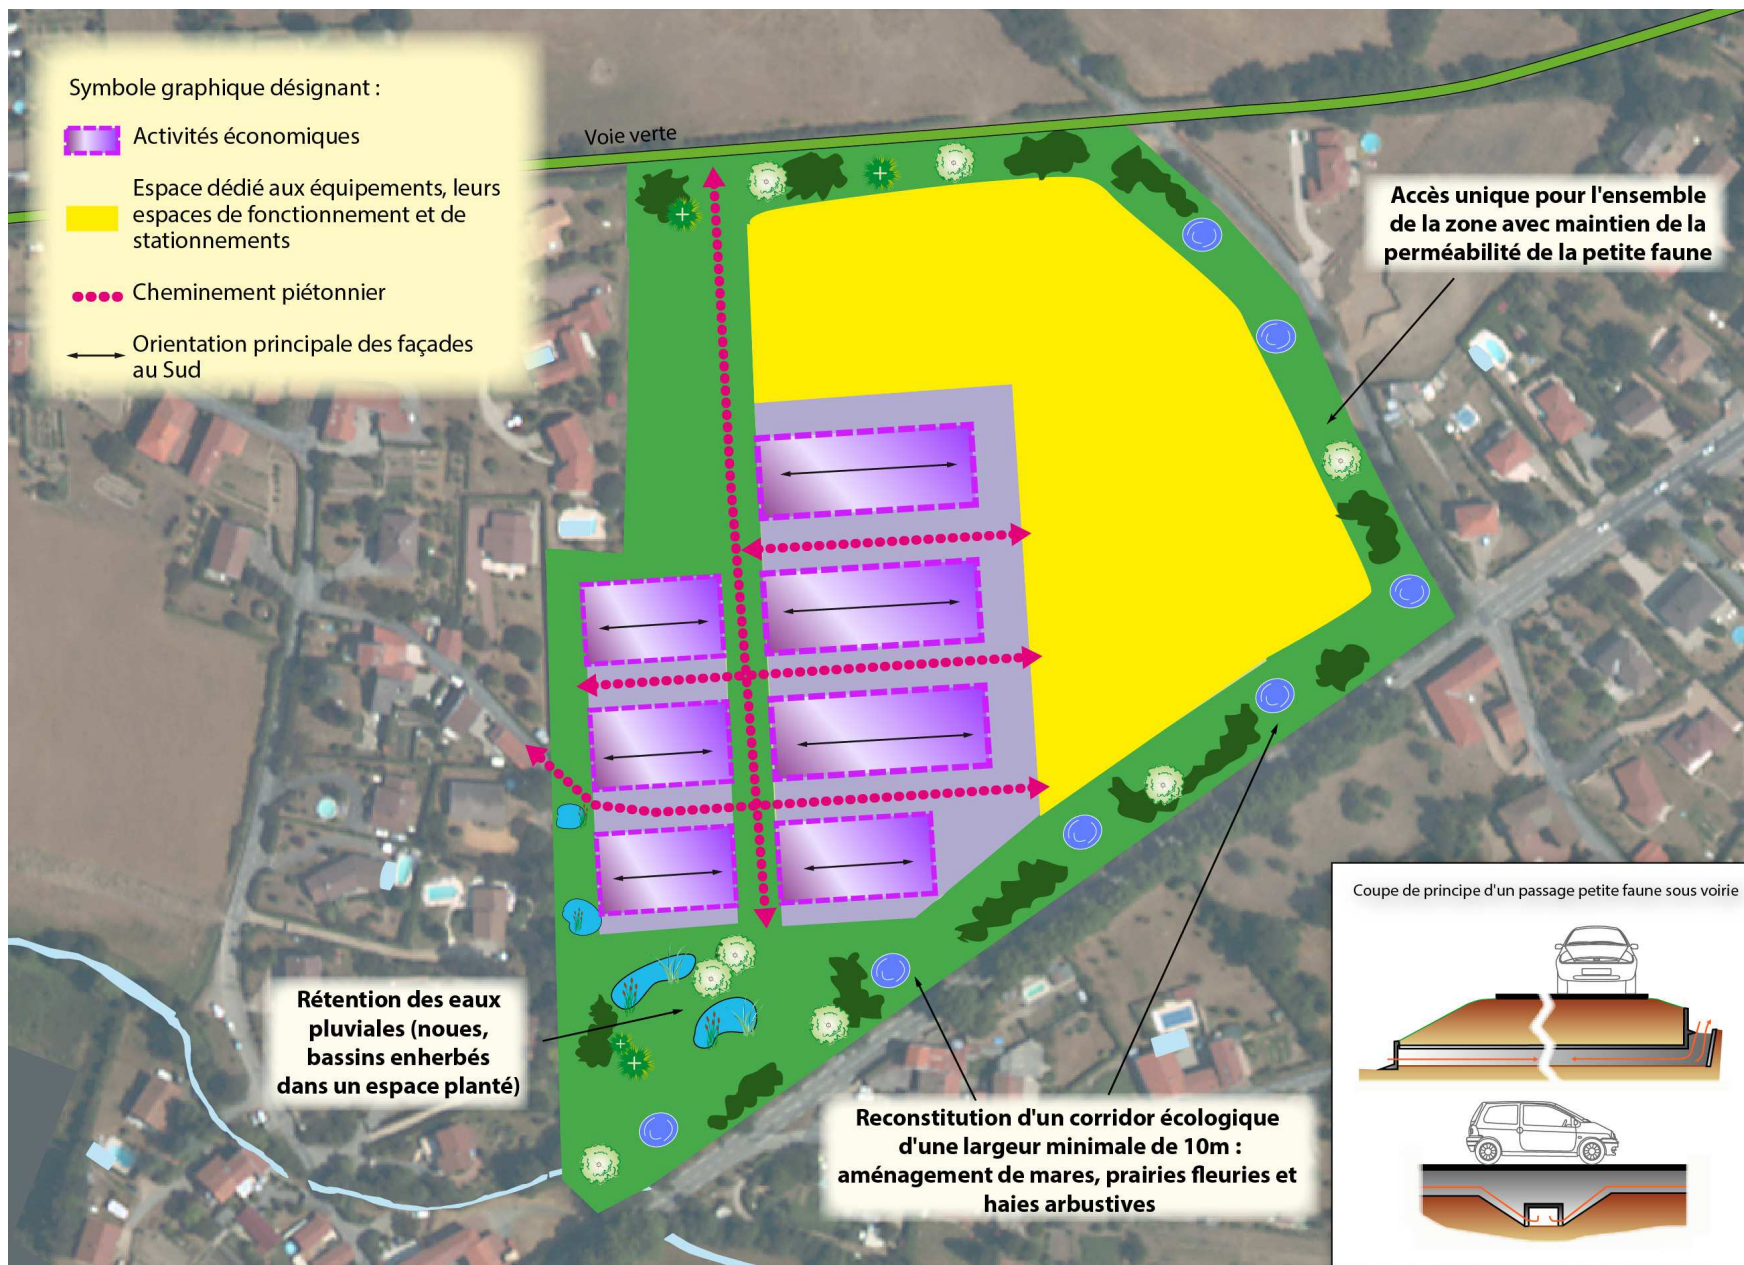 Symbole graphique désignant :
Activités économiques
Espace dédié aux équipements, leurs
espaces de fonctionnement et de
stationnements
Cheminement piétonnier
Orientation principale des façades
au Sud
Voie verte
Accès unique pour l'ensemble
de la zone avec maintien de la
perméabilité de la petite faune
Rétention des eaux
pluviales (noues,
bassins enherbés
dans un espace planté)
Reconstitution d'un corridor écologique
d'une largeur minimale de 10m :
aménagement de mares, prairies fleuries et
haies arbustives
Coupe de principe d'un passage petite faune sous voirie